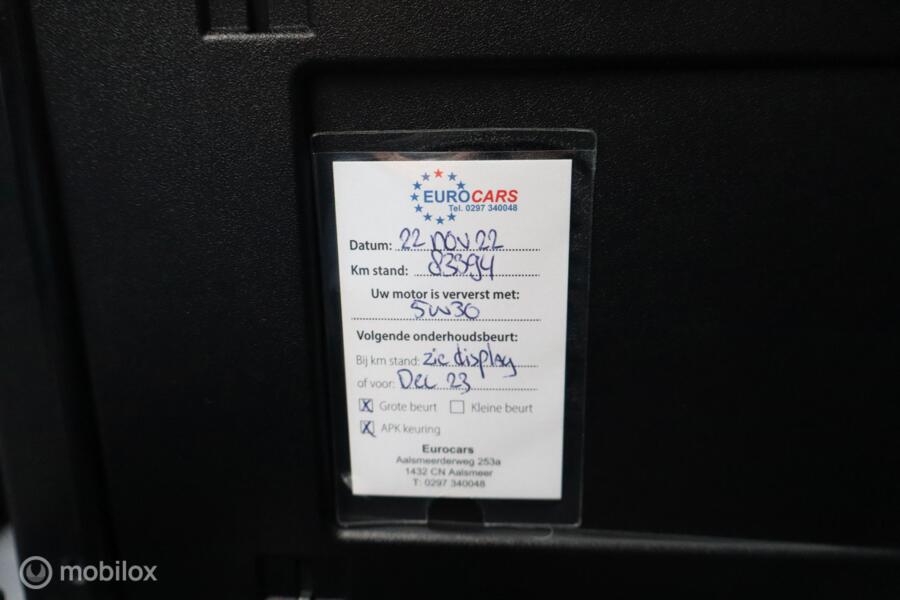 EUROCARS
Tel. 0297 340048
Datum: 22 nov 22
Km stand: 83394
Uw motor is ververst met:
5W30
Volgende onderhoudsbeurt:
Bij km stand: zie display
of voor: Dec 23
X Grote beurt Kleine beurt
X APK keuring
Eurocars
Aalsmeerderweg 253a
1432 CN Aalsmeer
T: 0297 340048
mobilox